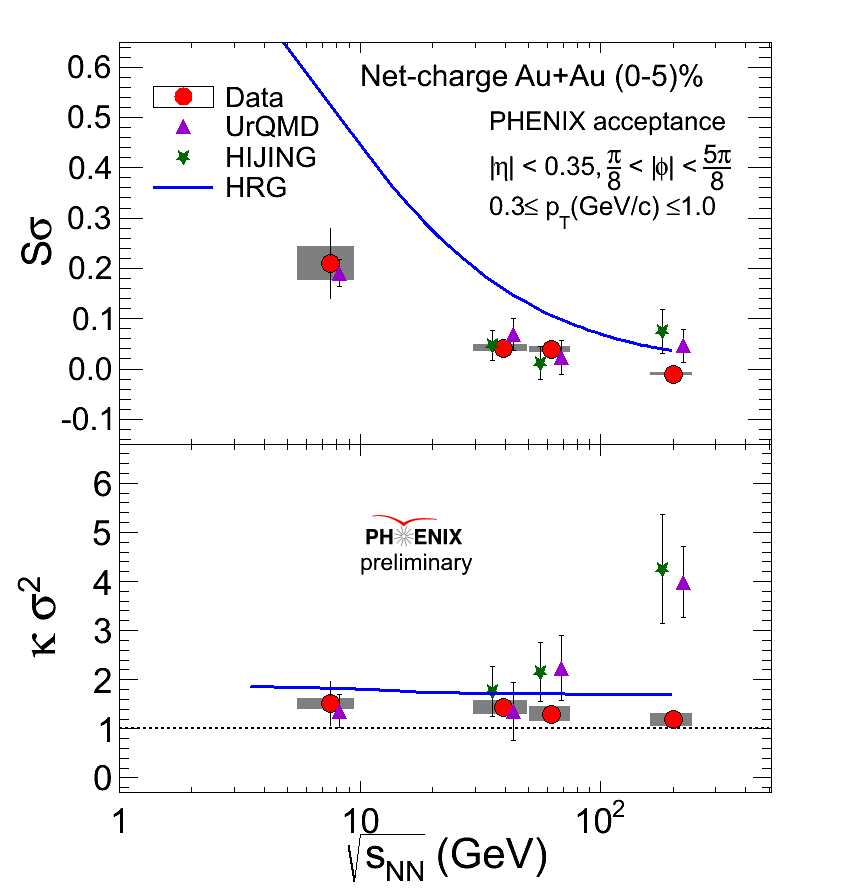 Net-charge Au+Au (0-5)%
Data
UrQMD
HIJING
HRG
PHENIX acceptance
|η| < 0.35, π/8 < |ϕ| < 5π/8
0.3≤ p_T(GeV/c) ≤1.0
Sσ
0.6
0.5
0.4
0.3
0.2
0.1
0.0
-0.1
PHENIX
preliminary
κ σ²
6
5
4
3
2
1
0
1 10 10²
√s_NN (GeV)